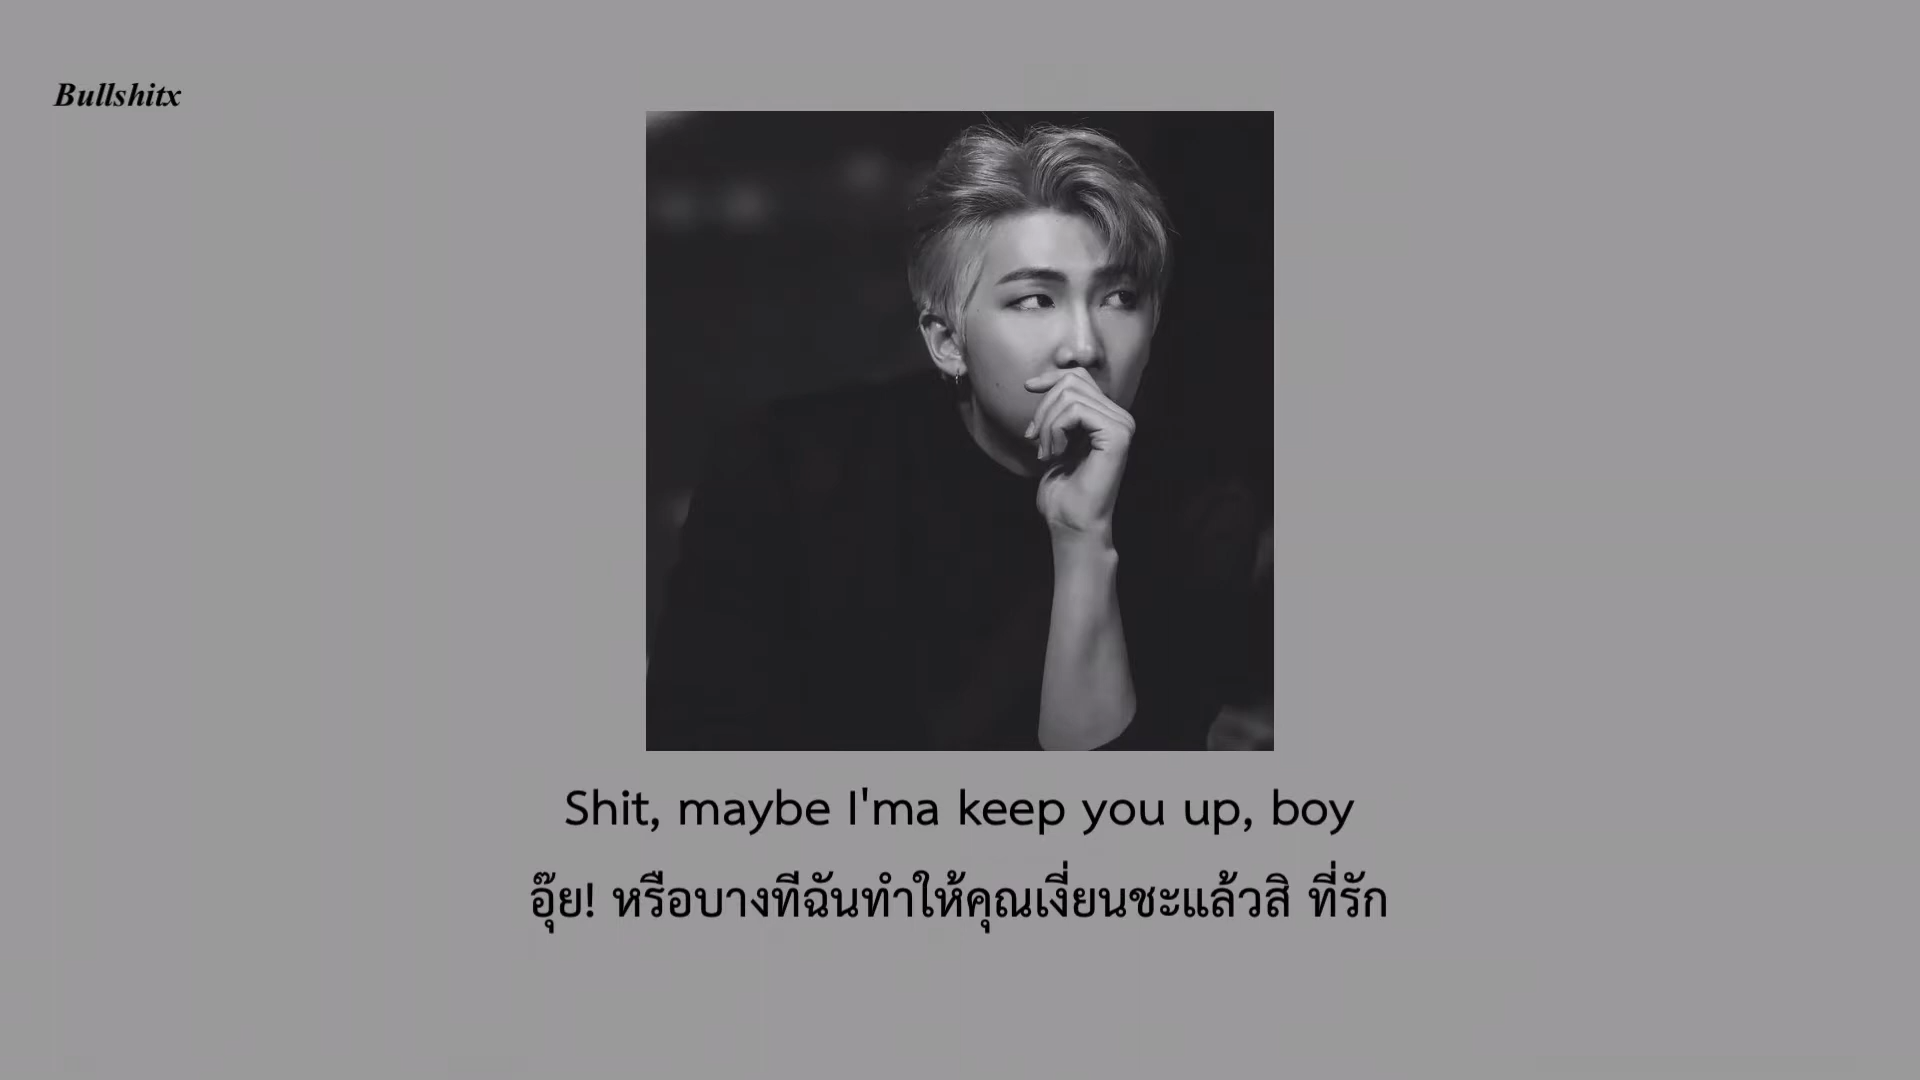 Bullshitx
Shit, maybe I'ma keep you up, boy
อุ๊ย! หรือบางทีฉันทำให้คุณเงี่ยนชะแล้วสิ ที่รัก